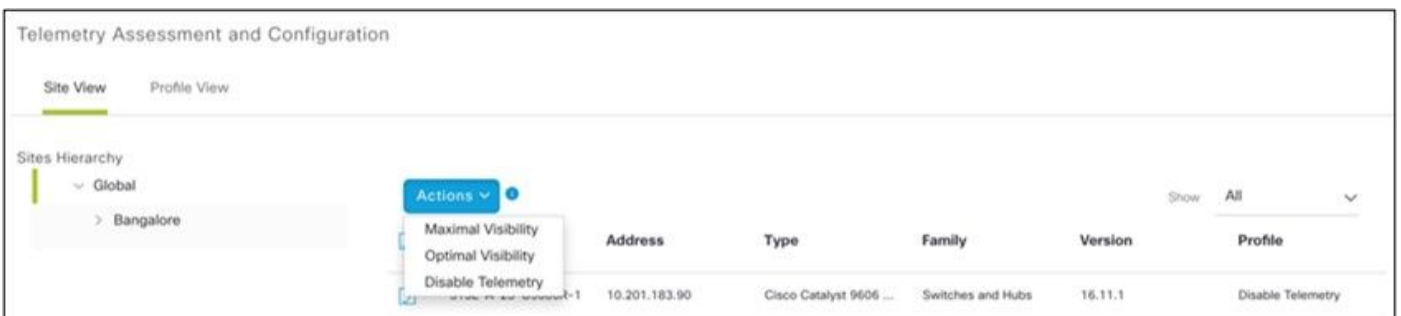 Telemetry Assessment and Configuration
Site View Profile View
Sites Hierarchy
Global
Bangalore
Actions
Show All
Maximal Visibility
Optimal Visibility
Disable Telemetry
Address Type Family Version Profile
R-1 10.201.183.90 Cisco Catalyst 9606 ... Switches and Hubs 16.11.1 Disable Telemetry